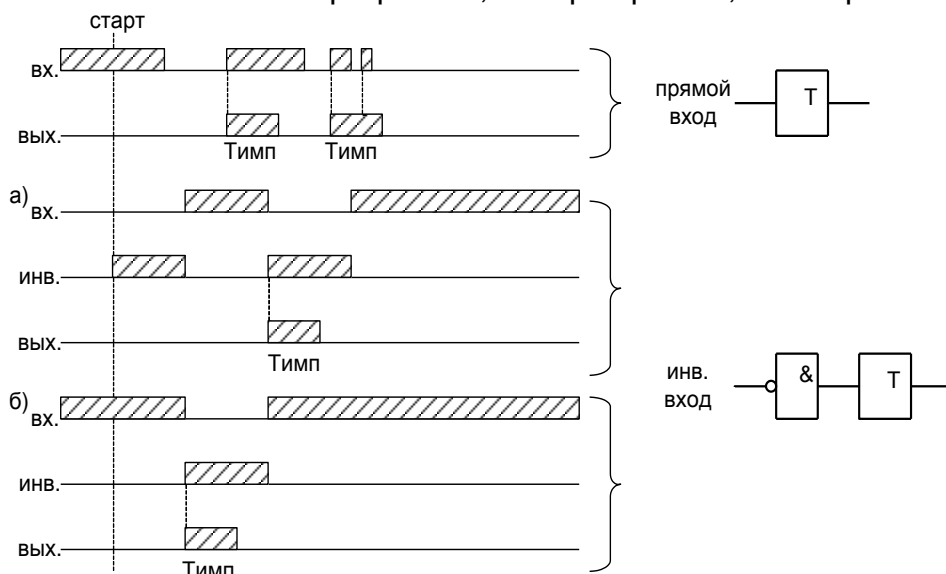 старт
вх.
вых.
Тимп Тимп
прямой
вход
T
а) вх.
инв.
вых.
Тимп
инв.
вход
&
T
б) вх.
инв.
вых.
Тимп